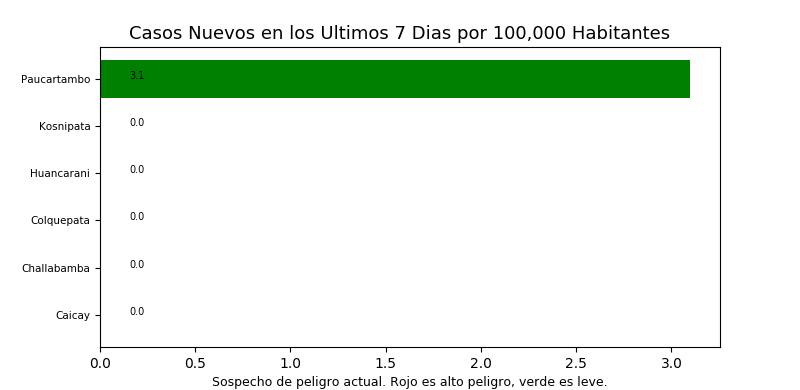 Casos Nuevos en los Ultimos 7 Dias por 100,000 Habitantes
Paucartambo 3.1
Kosnipata 0.0
Huancarani 0.0
Colquepata 0.0
Challabamba 0.0
Caicay 0.0
0.0 0.5 1.0 1.5 2.0 2.5 3.0
Sospecho de peligro actual. Rojo es alto peligro, verde es leve.